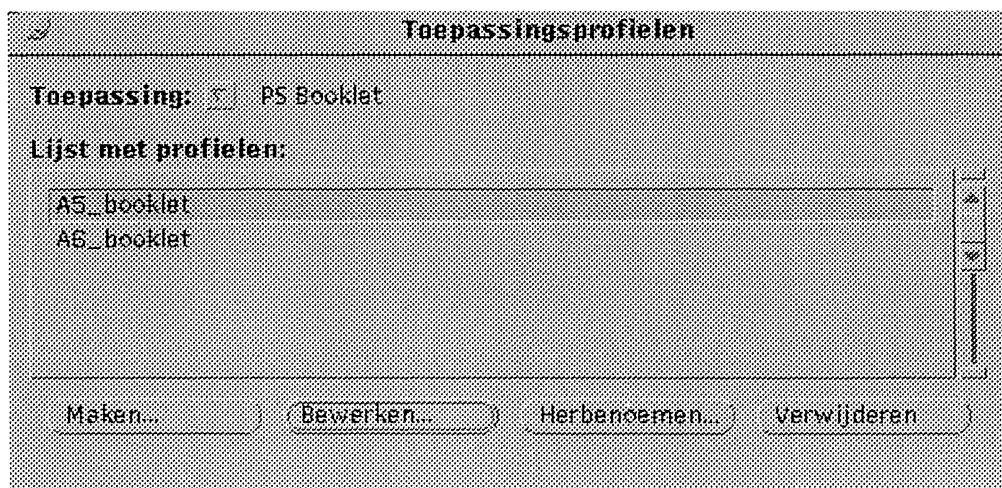 Toepassingsprofielen
Toepassing: PS Booklet
Lijst met profielen:
A5_booklet
A6_booklet
Maken... Bewerken... Herbenoemen... Verwijderen